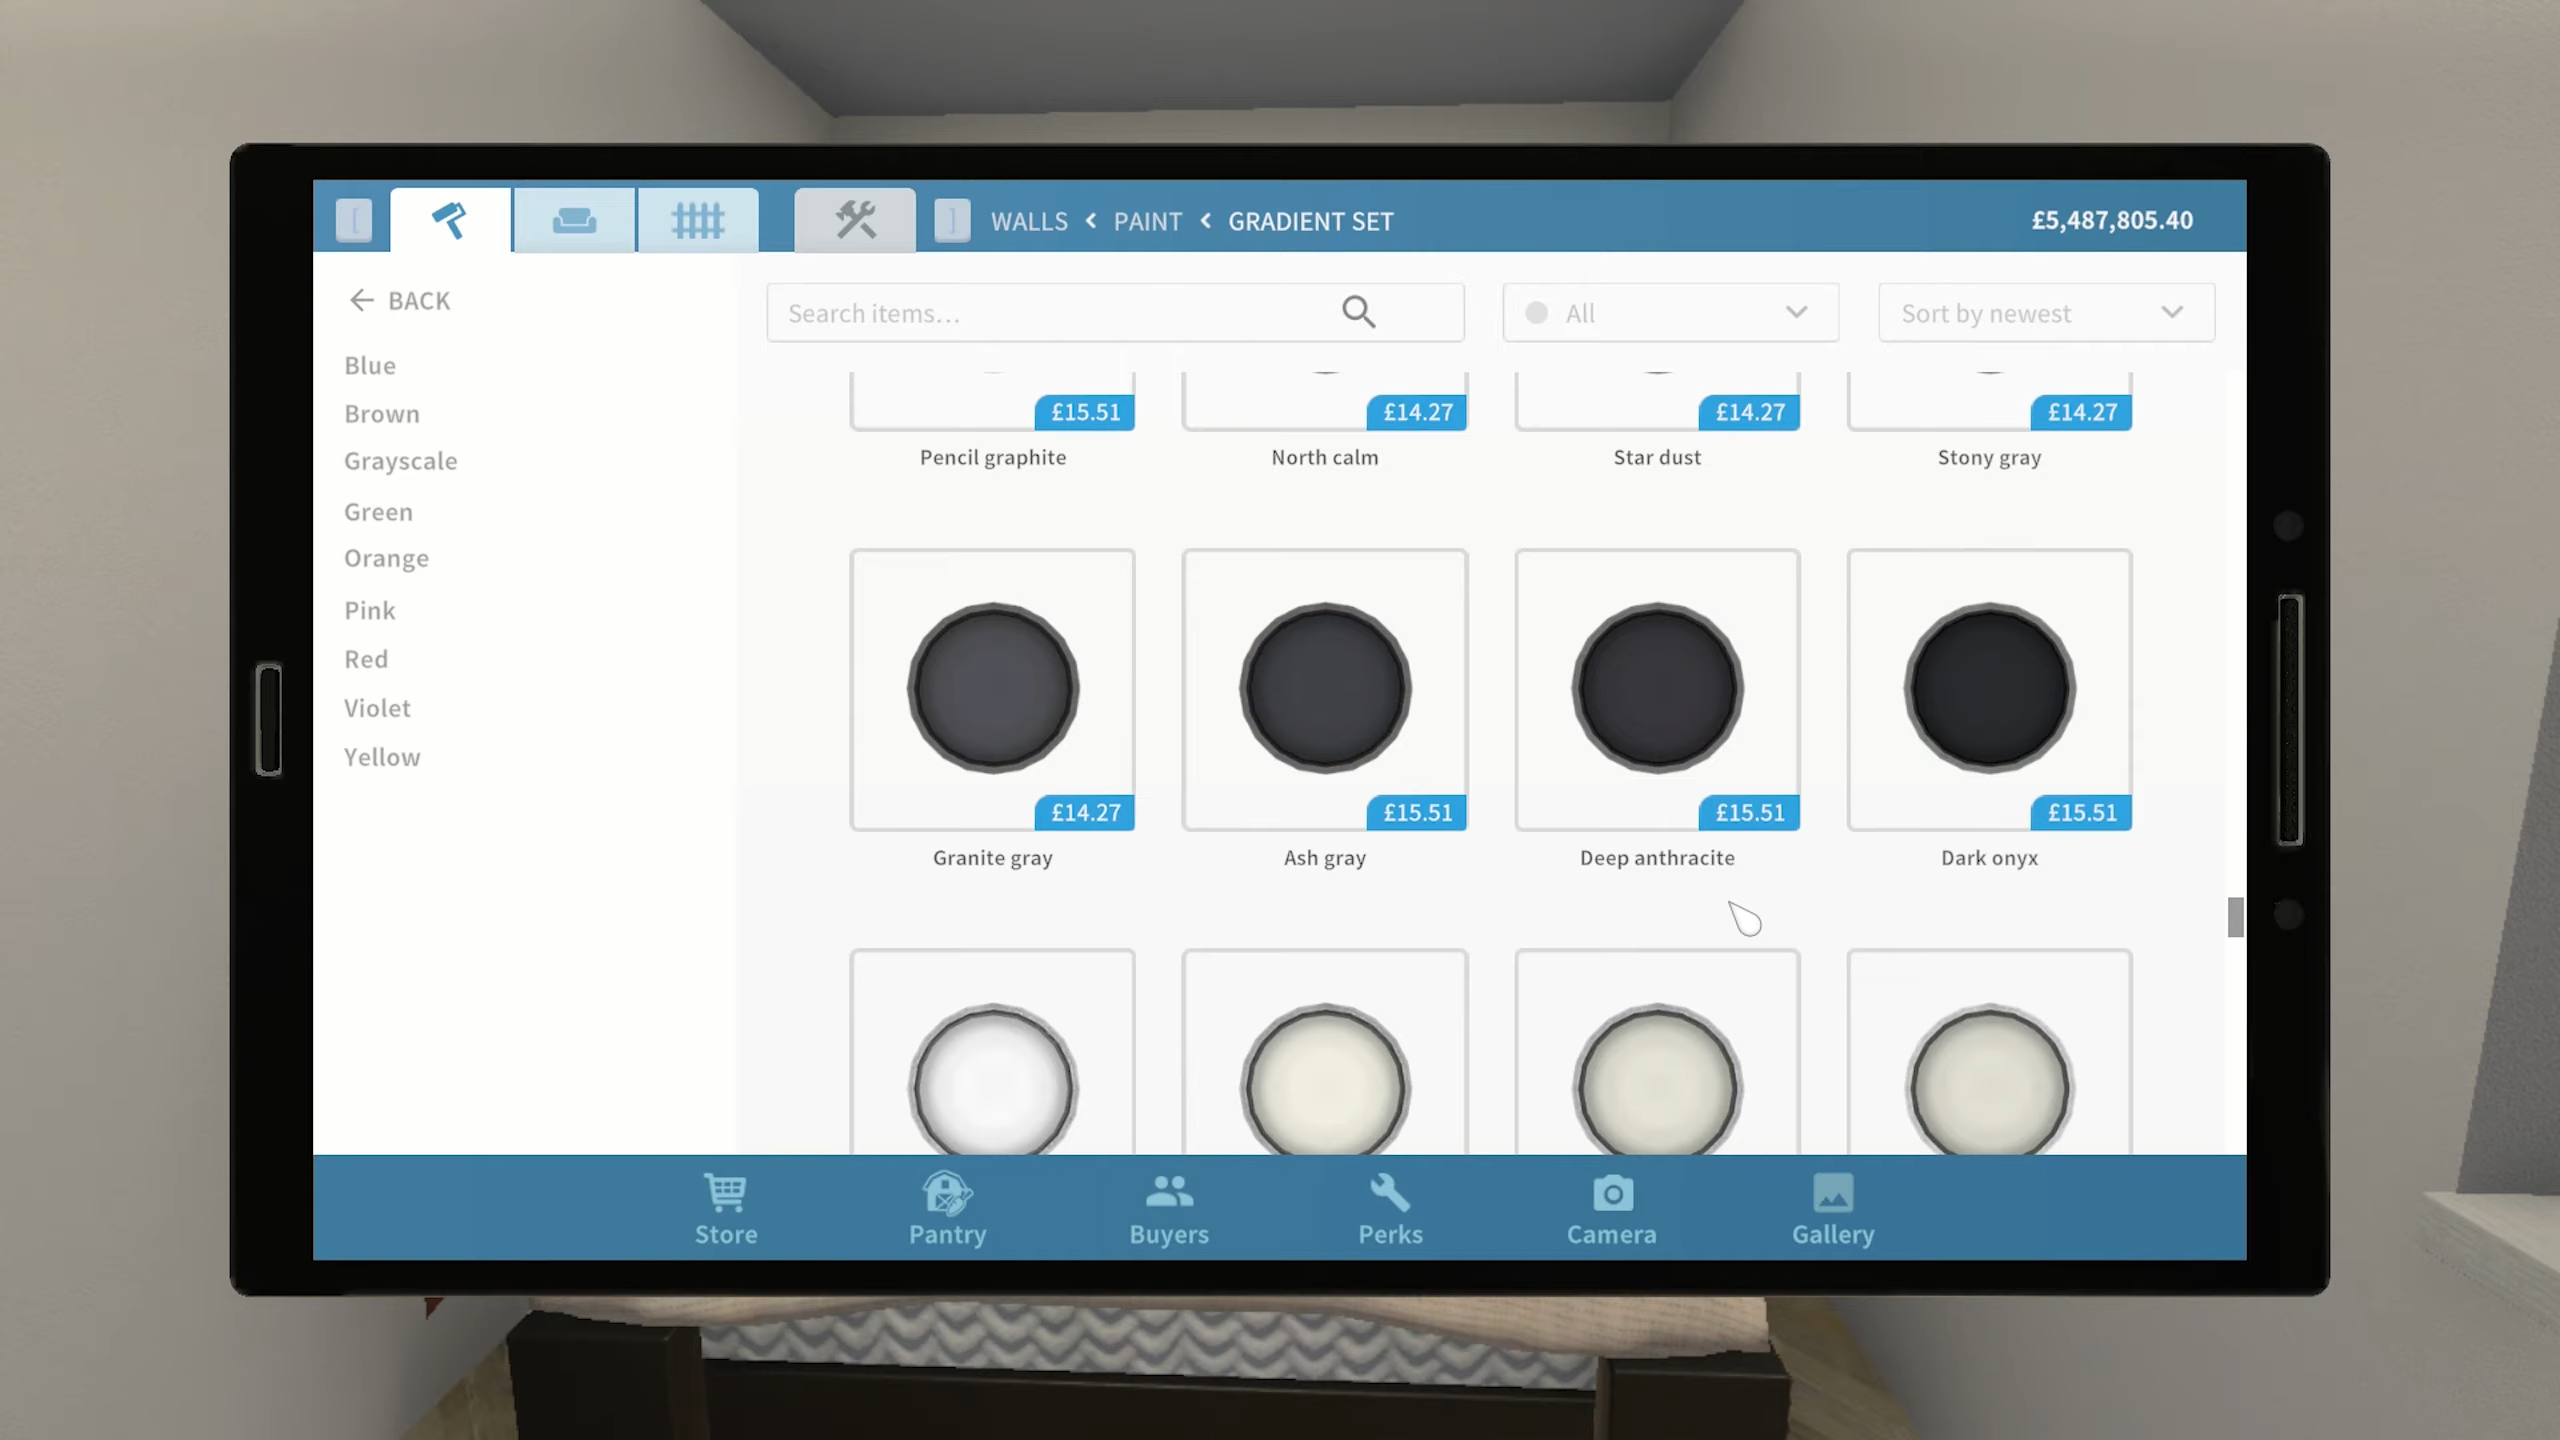 [
]
WALLS < PAINT < GRADIENT SET
£5,487,805.40
BACK
Search items...
All
Sort by newest
Blue
Brown
Grayscale
Green
Orange
Pink
Red
Violet
Yellow
£15.51
£14.27
£14.27
£14.27
Pencil graphite
North calm
Star dust
Stony gray
£14.27
£15.51
£15.51
£15.51
Granite gray
Ash gray
Deep anthracite
Dark onyx
Store
Pantry
Buyers
Perks
Camera
Gallery